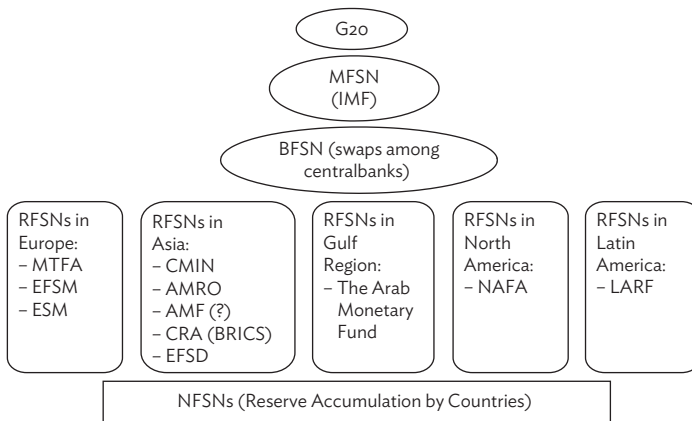 G20
MFSN
(IMF)
BFSN (swaps among
centralbanks)
RFSNs in
Europe:
– MTFA
– EFSM
– ESM
RFSNs in
Asia:
– CMIN
– AMRO
– AMF (?)
– CRA (BRICS)
– EFSD
RFSNs in
Gulf
Region:
– The Arab
Monetary
Fund
RFSNs in
North
America:
– NAFA
RFSNs in
Latin
America:
– LARF
NFSNs (Reserve Accumulation by Countries)